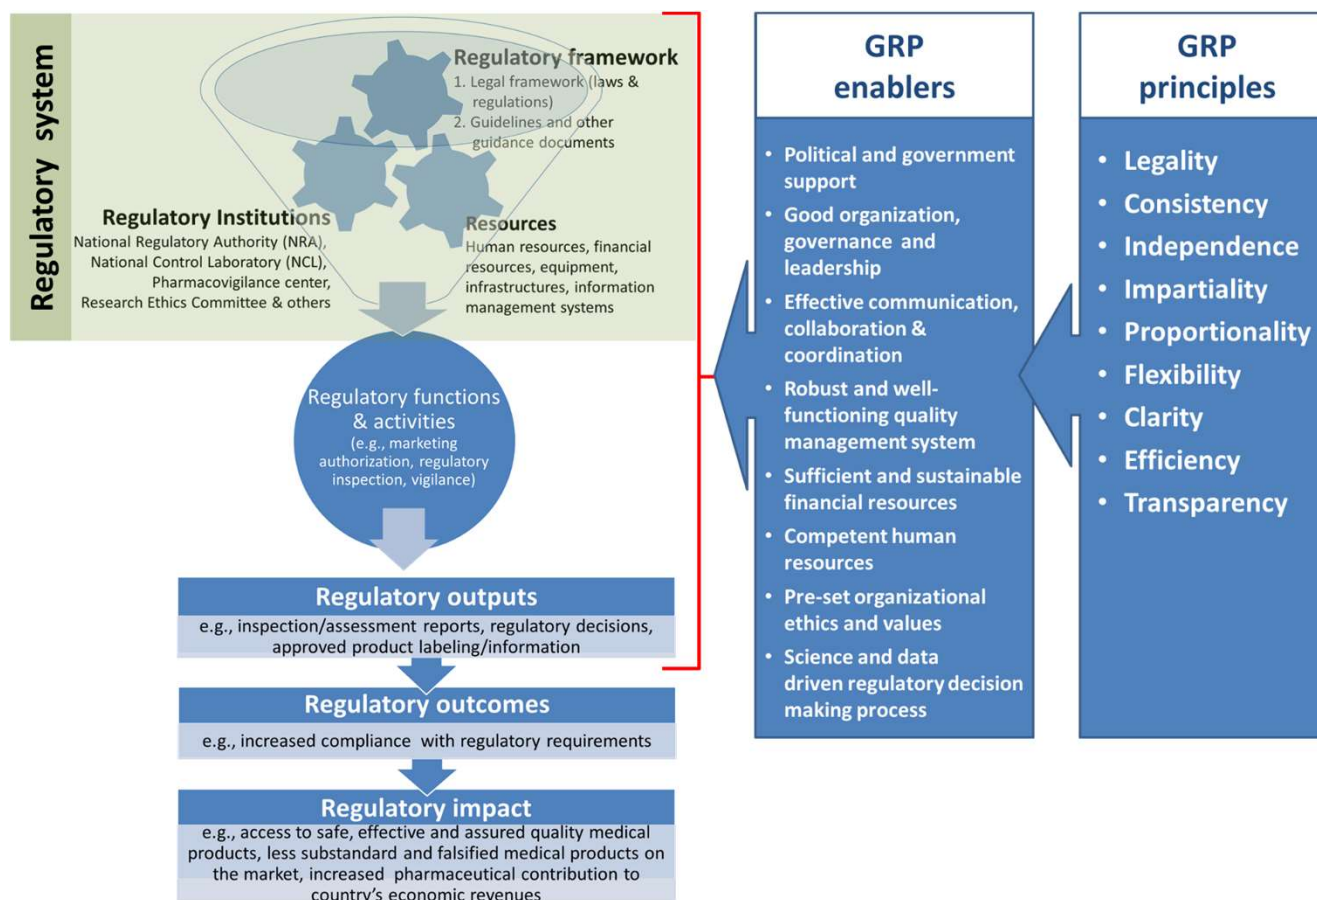 Regulatory system
Regulatory framework
1. Legal framework (laws &
regulations)
2. Guidelines and other
guidance documents
Regulatory Institutions
National Regulatory Authority (NRA),
National Control Laboratory (NCL),
Pharmacovigilance center,
Research Ethics Committee & others
Resources
Human resources, financial
resources, equipment,
infrastructures, information
management systems
Regulatory functions
& activities
(e.g., marketing
authorization, regulatory
inspection, vigilance)
Regulatory outputs
e.g., inspection/assessment reports, regulatory decisions,
approved product labeling/information
Regulatory outcomes
e.g., increased compliance with regulatory requirements
Regulatory impact
e.g., access to safe, effective and assured quality medical
products, less substandard and falsified medical products on
the market, increased pharmaceutical contribution to
country's economic revenues
GRP
enablers
• Political and government
support
• Good organization,
governance and
leadership
• Effective communication,
collaboration &
coordination
• Robust and well-
functioning quality
management system
• Sufficient and sustainable
financial resources
• Competent human
resources
• Pre-set organizational
ethics and values
• Science and data
driven regulatory decision
making process
GRP
principles
• Legality
• Consistency
• Independence
• Impartiality
• Proportionality
• Flexibility
• Clarity
• Efficiency
• Transparency